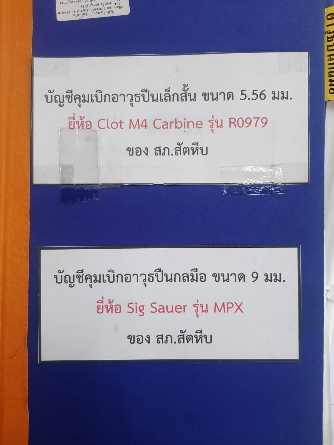 บัญชีคุมเบิกอาวุธปืนเล็กสั้น ขนาด 5.56 มม.
ยี่ห้อ Clot M4 Carbine รุ่น R0979
ของ สภ.สัตหีบ
บัญชีคุมเบิกอาวุธปืนกลมือ ขนาด 9 มม.
ยี่ห้อ Sig Sauer รุ่น MPX
ของ สภ.สัตหีบ